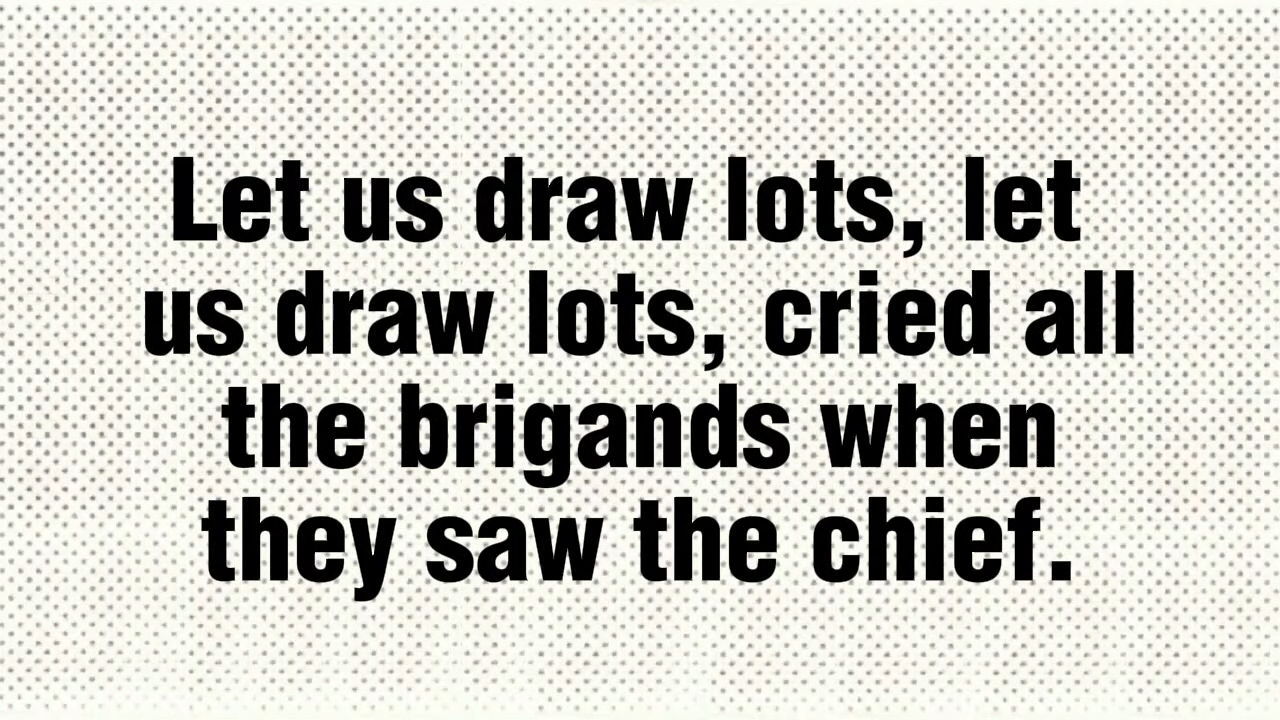 Let us draw lots, let
us draw lots, cried all
the brigands when
they saw the chief.